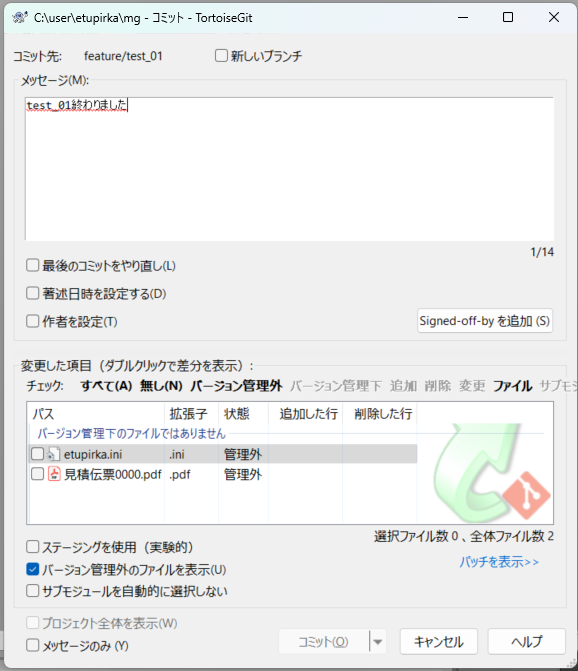 C:\user\etupirka\mg - コミット - TortoiseGit
コミット先: feature/test_01 新しいブランチ
メッセージ(M):
test_01終わりました
1/14
最後のコミットをやり直し(L)
著述日時を設定する(D)
作者を設定(T)
Signed-off-by を追加 (S)
変更した項目（ダブルクリックで差分を表示）:
チェック: すべて(A) 無し(N) バージョン管理外 バージョン管理下 追加 削除 変更 ファイル サブモジ
パス 拡張子 状態 追加した行 削除した行
バージョン管理下のファイルではありません
etupirka.ini .ini 管理外
見積伝票0000.pdf .pdf 管理外
選択ファイル数 0 、全体ファイル数 2
ステージングを使用（実験的）
バージョン管理外のファイルを表示(U)
パッチを表示>>
サブモジュールを自動的に選択しない
プロジェクト全体を表示(W)
メッセージのみ (Y)
コミット(O) キャンセル ヘルプ